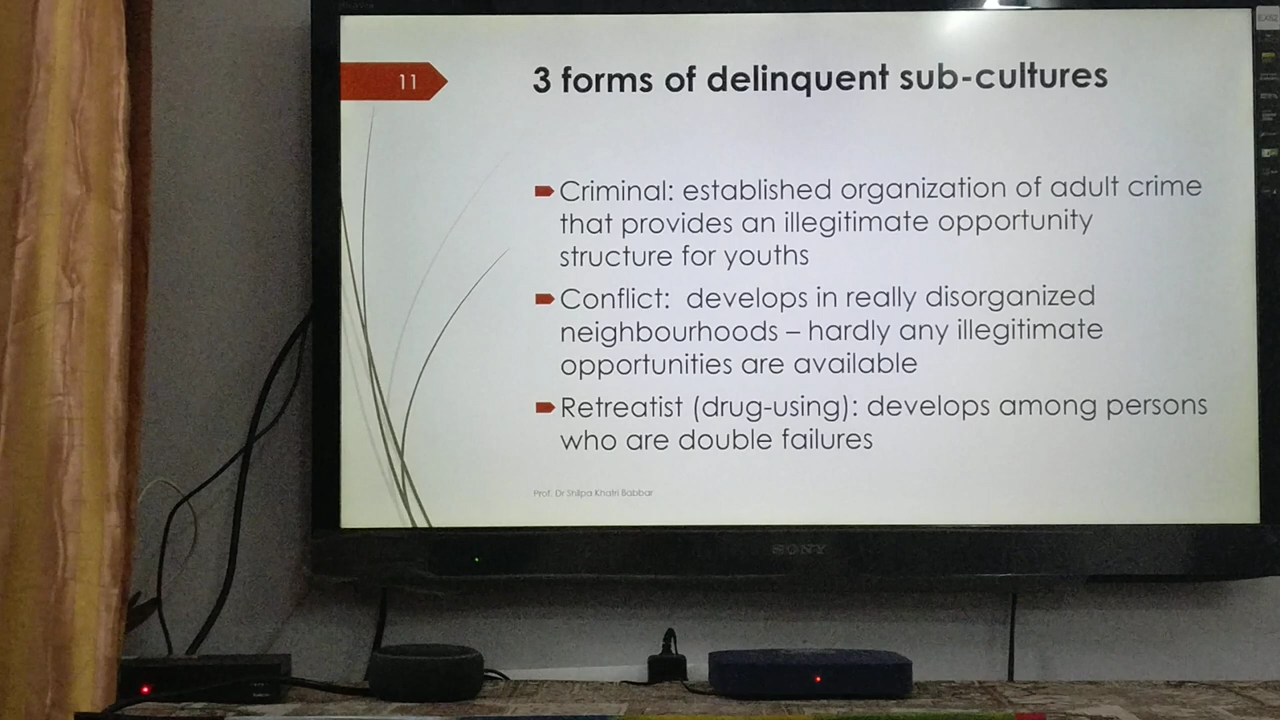 11
3 forms of delinquent sub-cultures
Criminal: established organization of adult crime
that provides an illegitimate opportunity
structure for youths
Conflict:  develops in really disorganized
neighbourhoods – hardly any illegitimate
opportunities are available
Retreatist (drug-using): develops among persons
who are double failures
Prof. Dr Shilpa Khatri Babbar
SONY